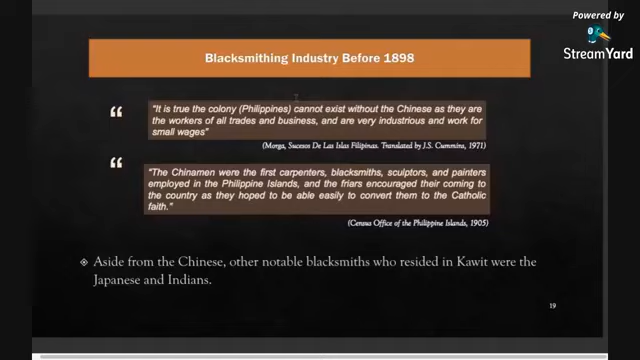 Powered by
StreamYard
Blacksmithing Industry Before 1898
“
"It is true the colony (Philippines) cannot exist without the Chinese as they are
the workers of all trades and business, and are very industrious and work for
small wages"
(Morga, Sucesos De Las Islas Filipinas. Translated by J.S. Cummins, 1971)
“
"The Chinamen were the first carpenters, blacksmiths, sculptors, and painters
employed in the Philippine Islands, and the friars encouraged their coming to
the country as they hoped to be able easily to convert them to the Catholic
faith."
(Census Office of the Philippine Islands, 1905)
Aside from the Chinese, other notable blacksmiths who resided in Kawit were the
Japanese and Indians.
19